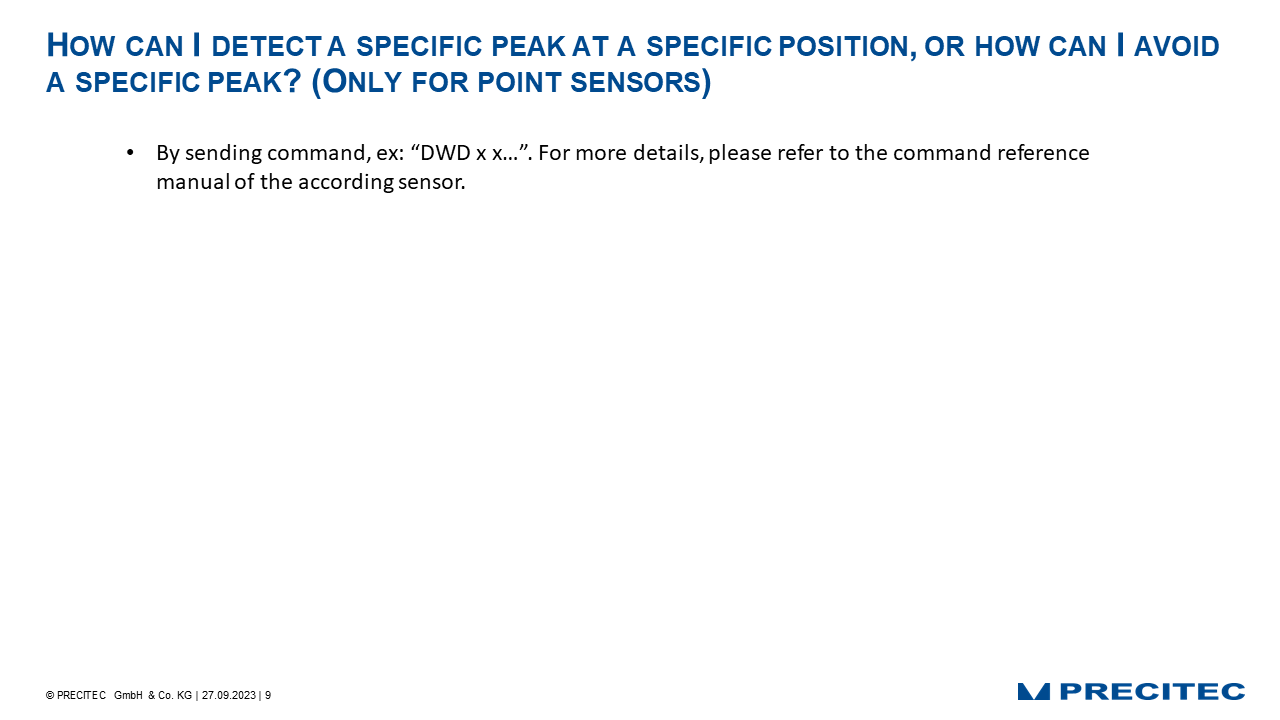 HOW CAN I DETECT A SPECIFIC PEAK AT A SPECIFIC POSITION, OR HOW CAN I AVOID
A SPECIFIC PEAK? (ONLY FOR POINT SENSORS)
• By sending command, ex: “DWD x x…”. For more details, please refer to the command reference
manual of the according sensor.
© PRECITEC GmbH & Co. KG | 27.09.2023 | 9
PRECITEC